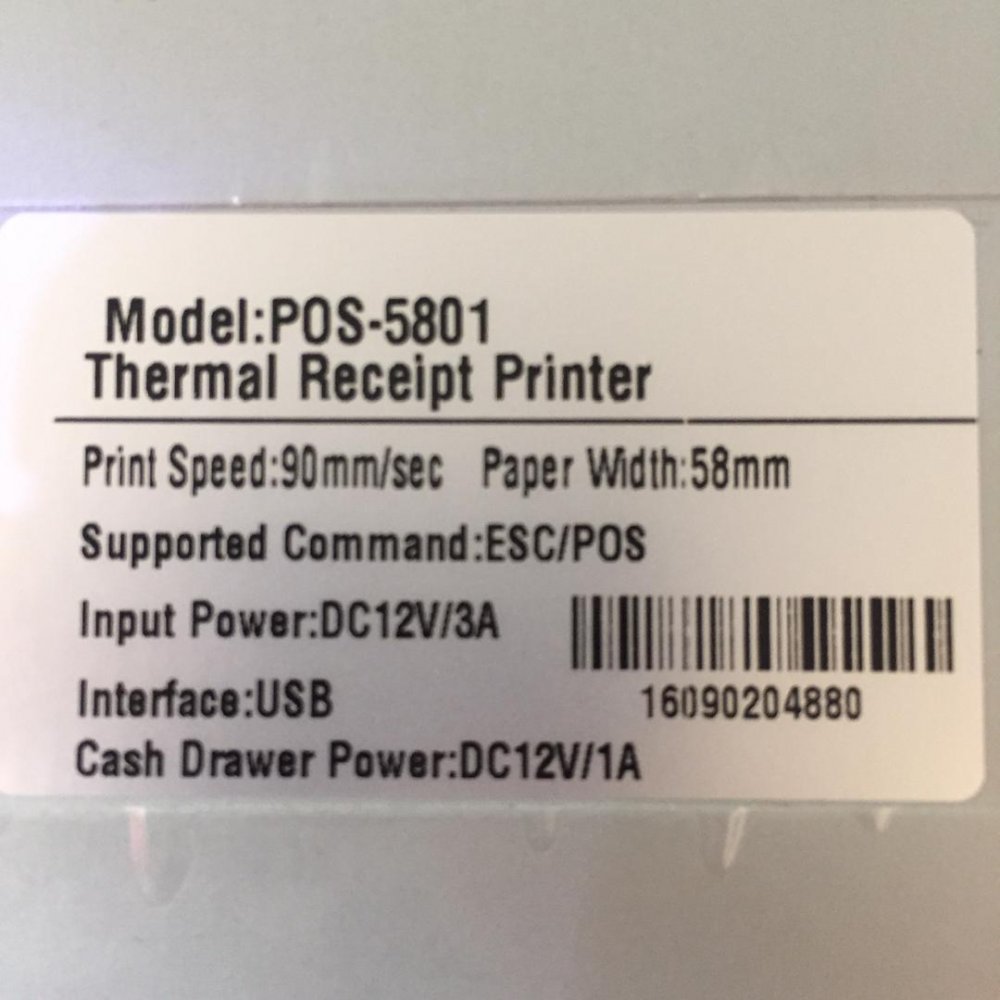 Model:POS-5801
Thermal Receipt Printer
Print Speed:90mm/sec Paper Width:58mm
Supported Command:ESC/POS
Input Power:DC12V/3A
Interface:USB
16090204880
Cash Drawer Power:DC12V/1A